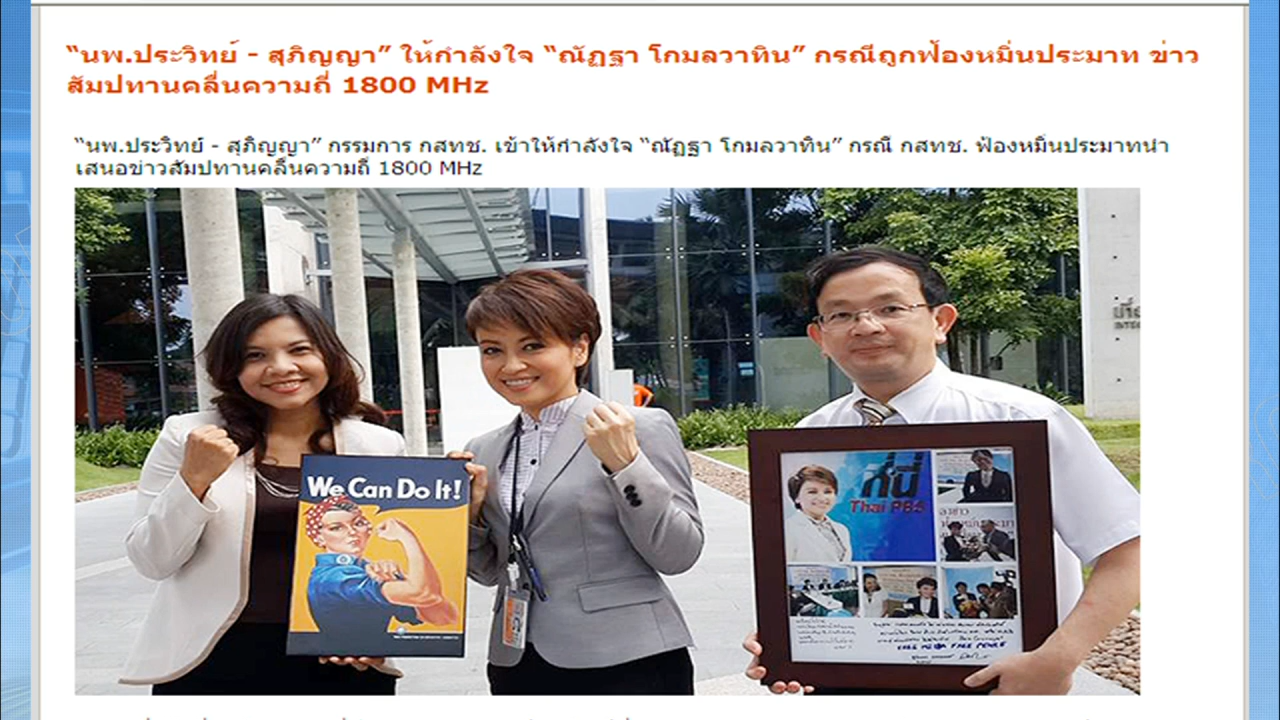 “นพ.ประวิทย์ - สุภิญญา” ให้กำลังใจ “ณัฏฐา โกมลวาทิน” กรณีถูกฟ้องหมิ่นประมาท ข่าว
สัมปทานคลื่นความถี่ 1800 MHz
“นพ.ประวิทย์ - สุภิญญา” กรรมการ กสทช. เข้าให้กำลังใจ “ณัฏฐา โกมลวาทิน” กรณี กสทช. ฟ้องหมิ่นประมาทนำ
เสนอข่าวสัมปทานคลื่นความถี่ 1800 MHz
We Can Do It!
ที่นี่
Thai PBS
FREE MEDIA FREE PEOPLE